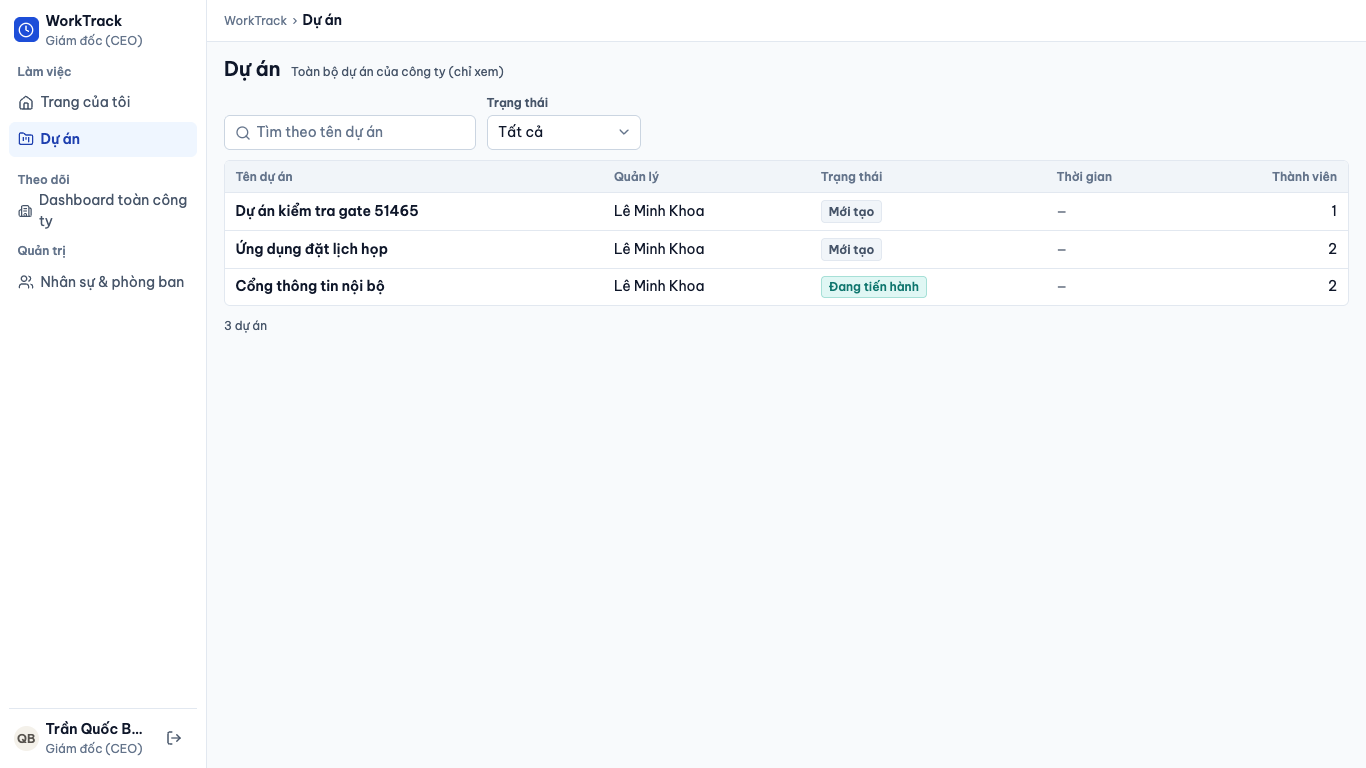 WorkTrack
Giám đốc (CEO)
Làm việc
Trang của tôi
Dự án
Theo dõi
Dashboard toàn công
ty
Quản trị
Nhân sự & phòng ban
QB
Trần Quốc B...
Giám đốc (CEO)
WorkTrack › Dự án
Dự án Toàn bộ dự án của công ty (chỉ xem)
Trạng thái
Tìm theo tên dự án Tất cả
Tên dự án Quản lý Trạng thái Thời gian Thành viên
Dự án kiểm tra gate 51465 Lê Minh Khoa Mới tạo – 1
Ứng dụng đặt lịch họp Lê Minh Khoa Mới tạo – 2
Cổng thông tin nội bộ Lê Minh Khoa Đang tiến hành – 2
3 dự án